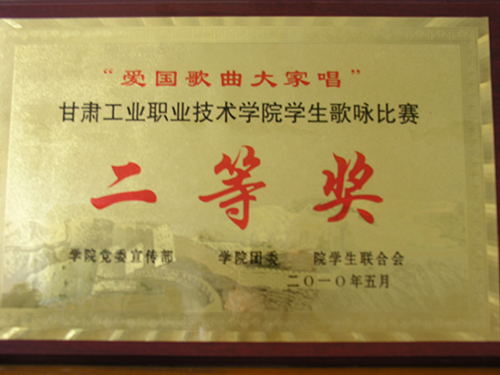 “爱国歌曲大家唱”
甘肃工业职业技术学院学生歌咏比赛
二等奖
学院党委宣传部 学院团委 院学生联合会
二〇一〇年五月